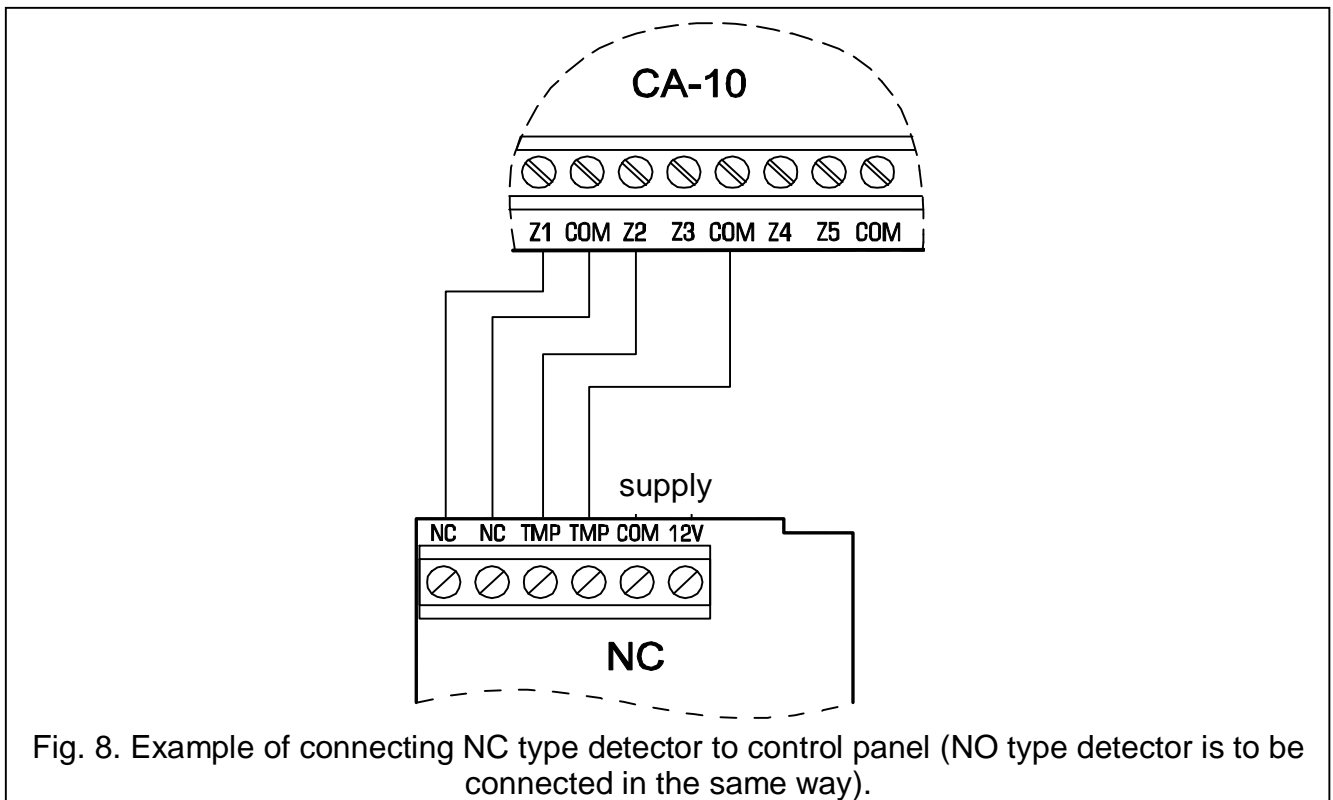 CA-10
Z1 COM Z2 Z3 COM Z4 Z5 COM
supply
NC NC TMP TMP COM 12V
NC
Fig. 8. Example of connecting NC type detector to control panel (NO type detector is to be
connected in the same way).